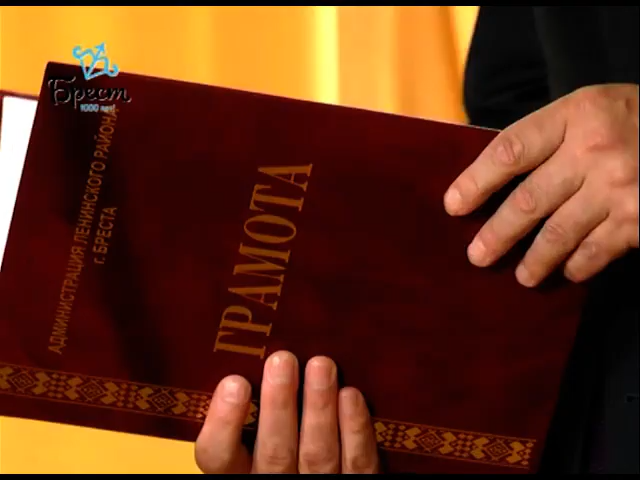 Брест
1000 лет!
АДМИНИСТРАЦИЯ ЛЕНИНСКОГО РАЙОНА
г. БРЕСТА
ГРАМОТА